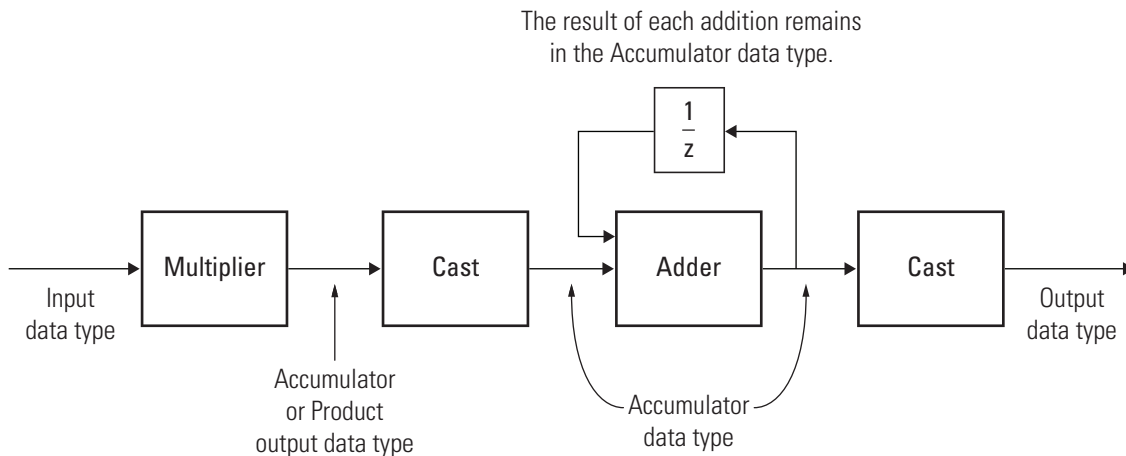 The result of each addition remains
in the Accumulator data type.
1
z
Multiplier
Cast
Adder
Cast
Input
data type
Output
data type
Accumulator
or Product
output data type
Accumulator
data type